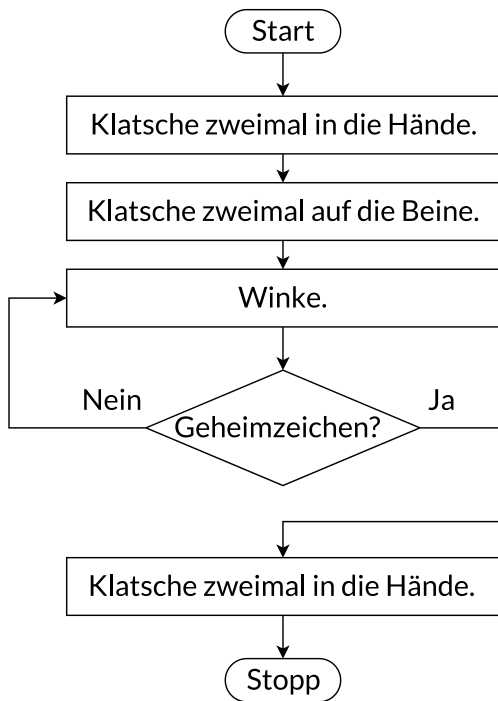 Start
Klatsche zweimal in die Hände.
Klatsche zweimal auf die Beine.
Winke.
Nein
Ja
Geheimzeichen?
Klatsche zweimal in die Hände.
Stopp